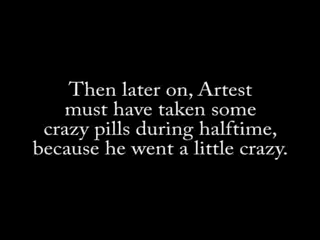 Then later on, Artest
must have taken some
crazy pills during halftime,
because he went a little crazy.